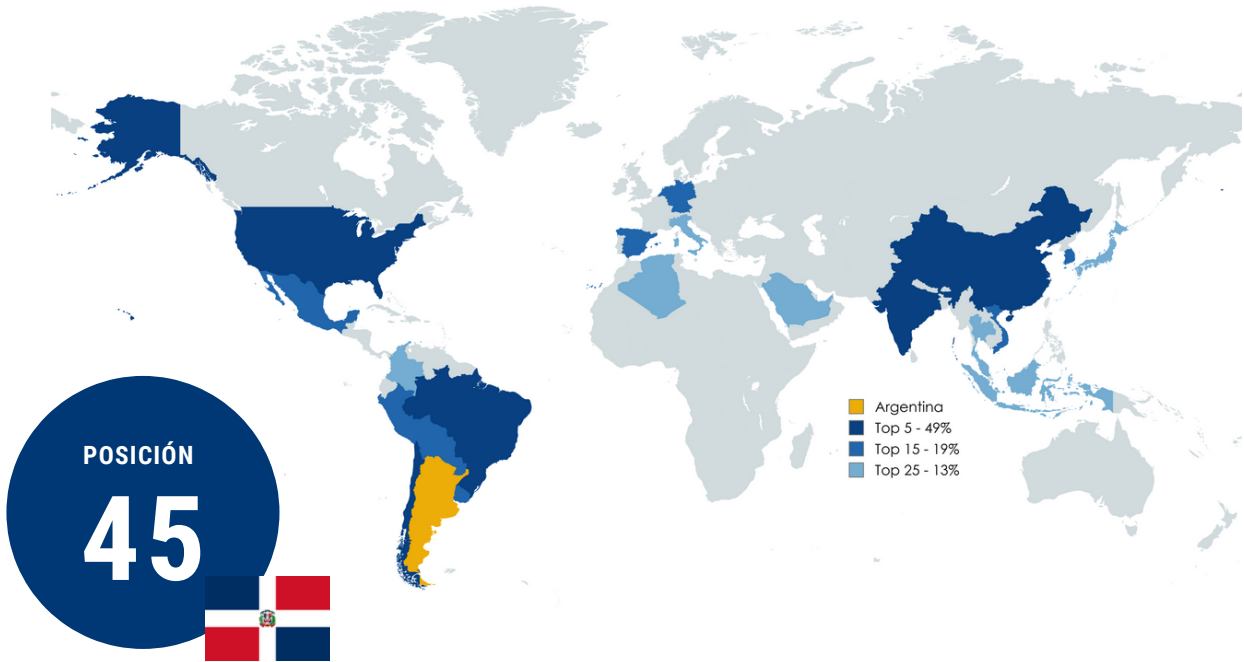 POSICIÓN
45
Argentina
Top 5 - 49%
Top 15 - 19%
Top 25 - 13%